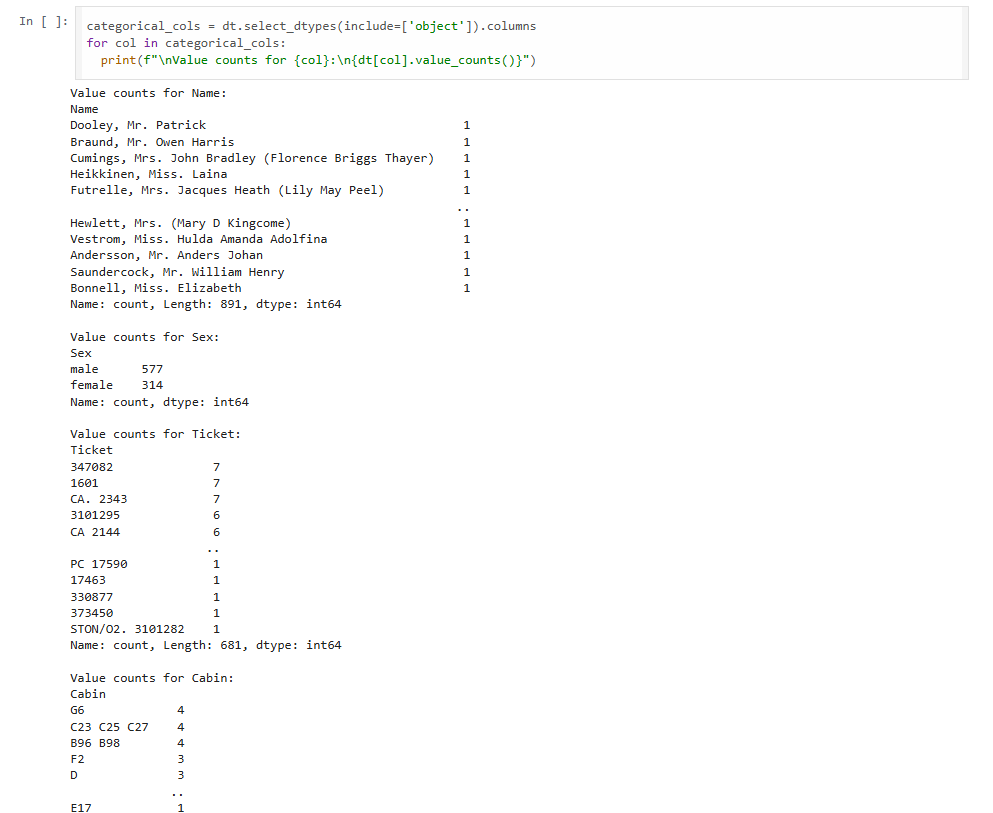 In [ ]:
categorical_cols = dt.select_dtypes(include=['object']).columns
for col in categorical_cols:
  print(f"\nValue counts for {col}:\n{dt[col].value_counts()}")
Value counts for Name:
Name
Dooley, Mr. Patrick                                    1
Braund, Mr. Owen Harris                                1
Cumings, Mrs. John Bradley (Florence Briggs Thayer)    1
Heikkinen, Miss. Laina                                 1
Futrelle, Mrs. Jacques Heath (Lily May Peel)           1
                                                      ..
Hewlett, Mrs. (Mary D Kingcome)                        1
Vestrom, Miss. Hulda Amanda Adolfina                   1
Andersson, Mr. Anders Johan                            1
Saundercock, Mr. William Henry                         1
Bonnell, Miss. Elizabeth                               1
Name: count, Length: 891, dtype: int64

Value counts for Sex:
Sex
male      577
female    314
Name: count, dtype: int64

Value counts for Ticket:
Ticket
347082              7
1601                7
CA. 2343            7
3101295             6
CA 2144             6
                   ..
PC 17590            1
17463               1
330877              1
373450              1
STON/O2. 3101282    1
Name: count, Length: 681, dtype: int64

Value counts for Cabin:
Cabin
G6             4
C23 C25 C27    4
B96 B98        4
F2             3
D              3
              ..
E17            1